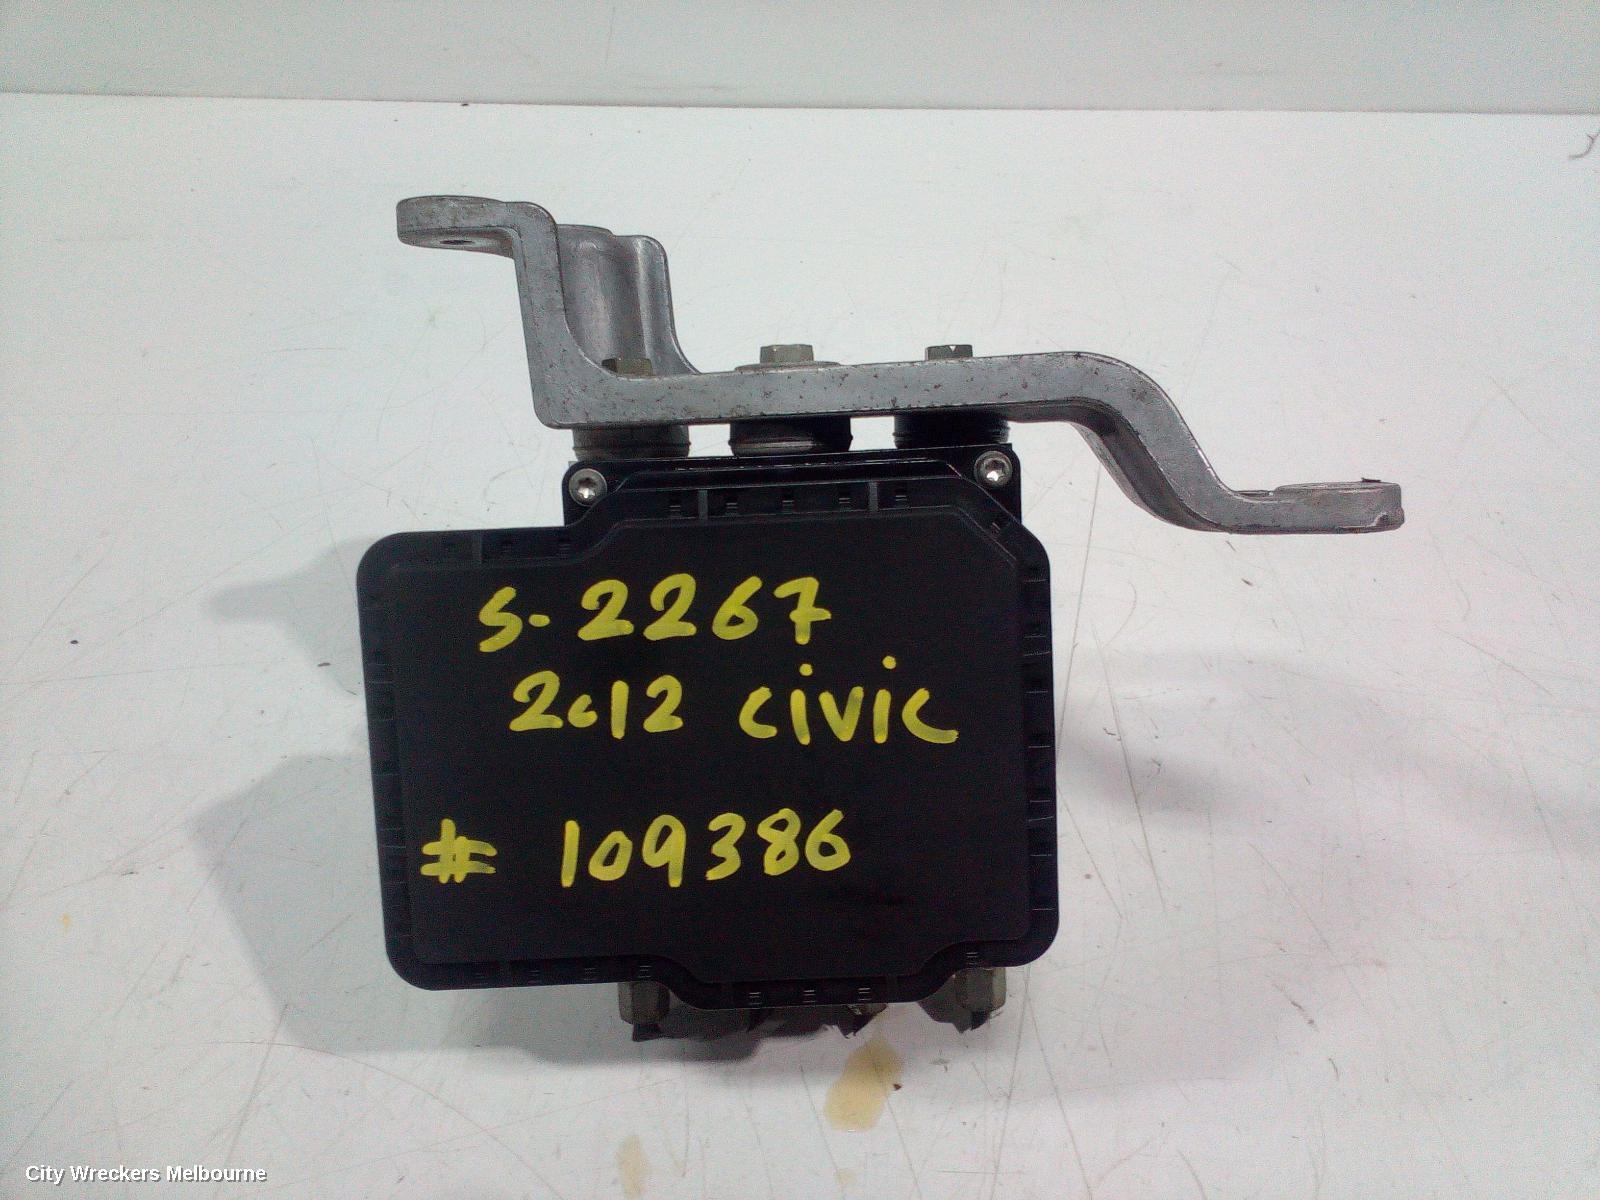 S-2267
2012 civic
# 109386
City Wreckers Melbourne